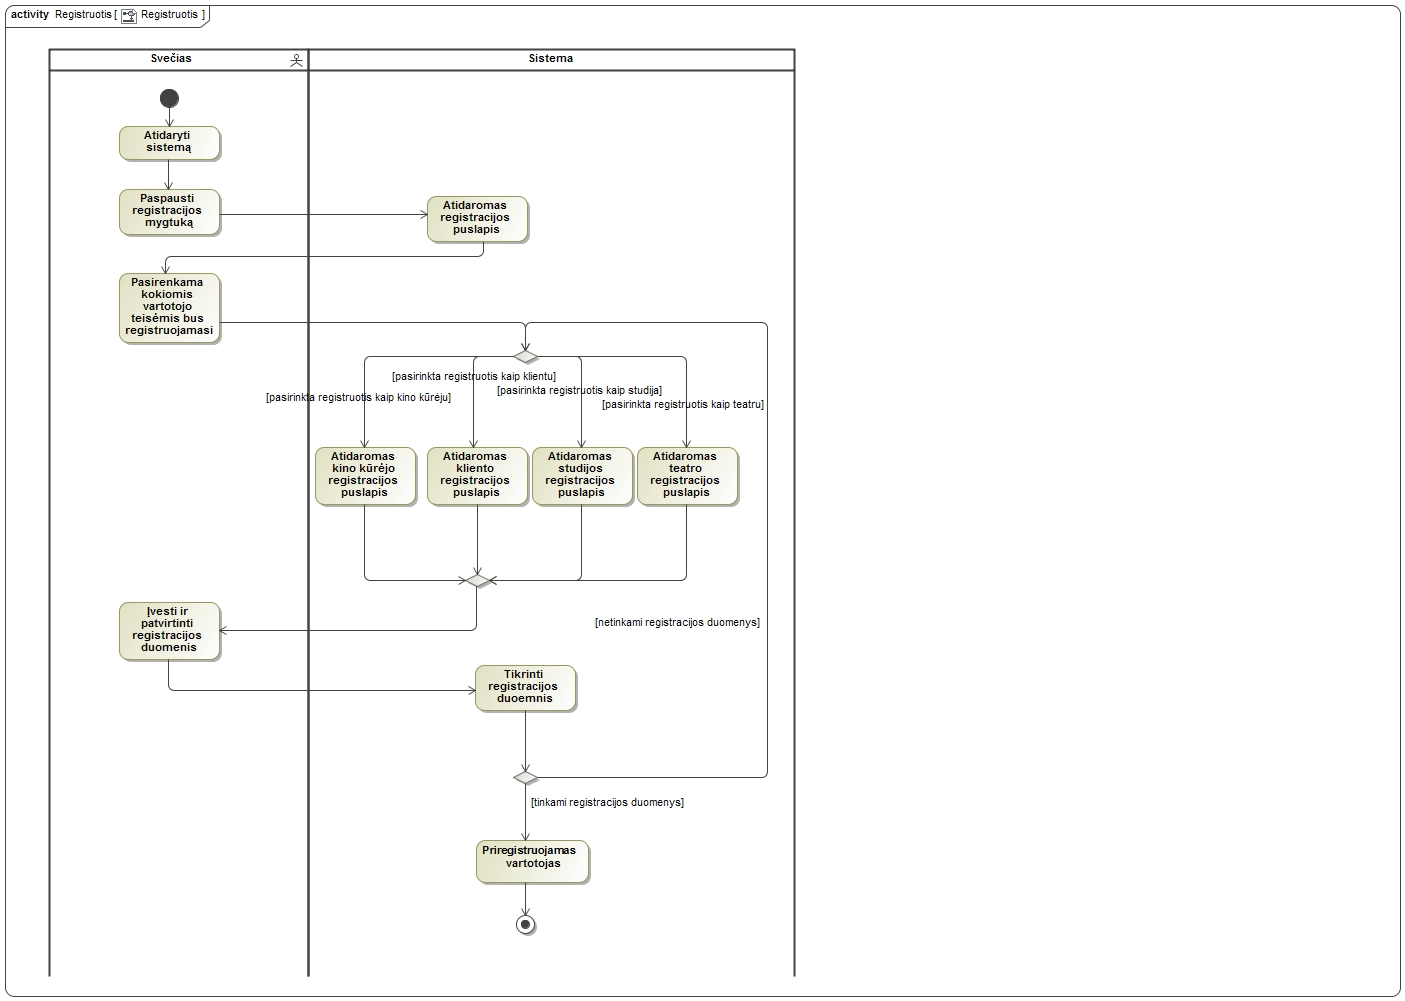 activity Registruotis [ Registruotis ]
Svečias
Sistema
Atidaryti
sistemą
Paspausti
registracijos
mygtuką
Atidaromas
registracijos
puslapis
Pasirenkama
kokiomis
vartotojo
teisėmis bus
registruojamasi
[pasirinkta registruotis kaip klientu]
[pasirinkta registruotis kaip studija]
[pasirinkta registruotis kaip kino kūrėju]
[pasirinkta registruotis kaip teatru]
Atidaromas
kino kūrėjo
registracijos
puslapis
Atidaromas
kliento
registracijos
puslapis
Atidaromas
studijos
registracijos
puslapis
Atidaromas
teatro
registracijos
puslapis
Įvesti ir
patvirtinti
registracijos
duomenis
[netinkami registracijos duomenys]
Tikrinti
registracijos
duoemnis
[tinkami registracijos duomenys]
Priregistruojamas
vartotojas